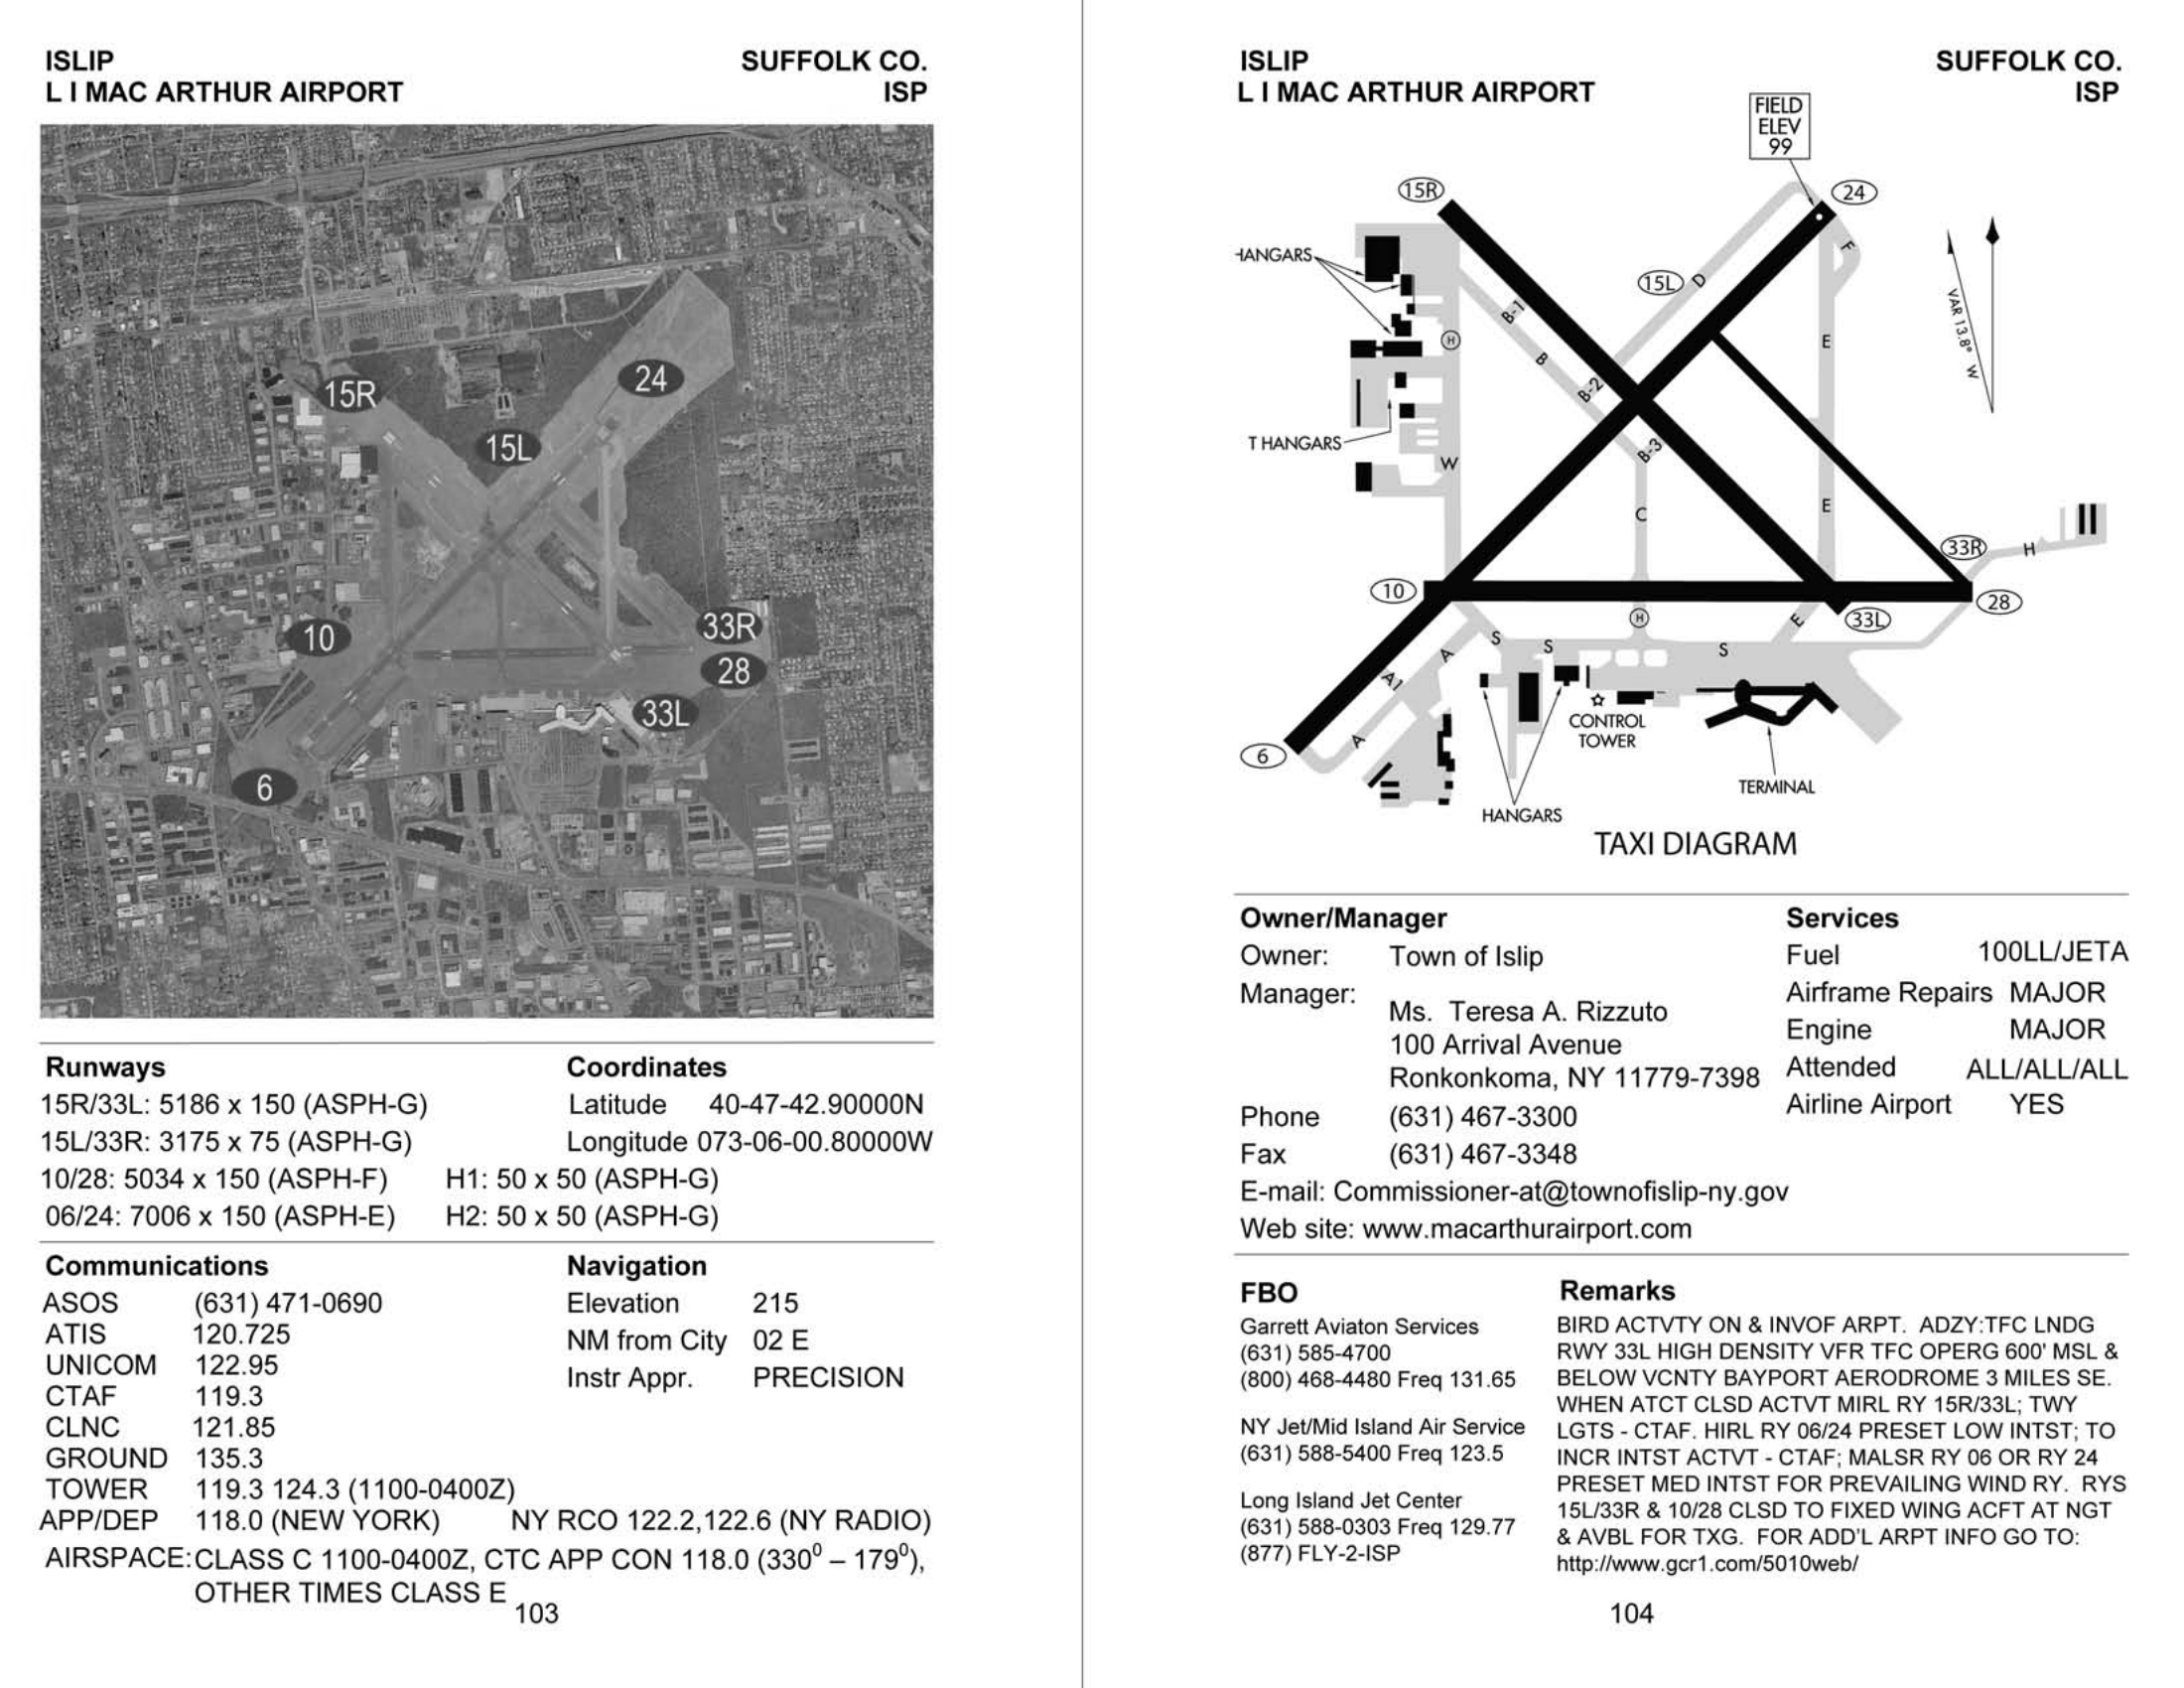 ISLIP SUFFOLK CO.
L I MAC ARTHUR AIRPORT ISP
15R
24
15L
10
33R
28
33L
6
Runways
15R/33L: 5186 x 150 (ASPH-G)
15L/33R: 3175 x 75 (ASPH-G)
10/28: 5034 x 150 (ASPH-F) H1: 50 x 50 (ASPH-G)
06/24: 7006 x 150 (ASPH-E) H2: 50 x 50 (ASPH-G)
Coordinates
Latitude 40-47-42.90000N
Longitude 073-06-00.80000W
Communications
ASOS (631) 471-0690
ATIS 120.725
UNICOM 122.95
CTAF 119.3
CLNC 121.85
GROUND 135.3
TOWER 119.3 124.3 (1100-0400Z)
APP/DEP 118.0 (NEW YORK) NY RCO 122.2,122.6 (NY RADIO)
AIRSPACE: CLASS C 1100-0400Z, CTC APP CON 118.0 (330⁰ – 179⁰),
OTHER TIMES CLASS E
Navigation
Elevation 215
NM from City 02 E
Instr Appr. PRECISION
103
ISLIP SUFFOLK CO.
L I MAC ARTHUR AIRPORT ISP
FIELD
ELEV
99
15R
24
HANGARS
F
15L
D
VAR 13.8° W
B-1
H
B
E
B-2
T HANGARS
W
B-3
C
E
33R
H
10
28
H
33L
E
S
S
S
A
A1
A
6
CONTROL
TOWER
TERMINAL
HANGARS
TAXI DIAGRAM
Owner/Manager
Owner: Town of Islip
Manager:
Ms. Teresa A. Rizzuto
100 Arrival Avenue
Ronkonkoma, NY 11779-7398
Phone (631) 467-3300
Fax (631) 467-3348
E-mail: Commissioner-at@townofislip-ny.gov
Web site: www.macarthurairport.com
Services
Fuel 100LL/JETA
Airframe Repairs MAJOR
Engine MAJOR
Attended ALL/ALL/ALL
Airline Airport YES
FBO
Garrett Aviaton Services
(631) 585-4700
(800) 468-4480 Freq 131.65
NY Jet/Mid Island Air Service
(631) 588-5400 Freq 123.5
Long Island Jet Center
(631) 588-0303 Freq 129.77
(877) FLY-2-ISP
Remarks
BIRD ACTVTY ON & INVOF ARPT. ADZY:TFC LNDG
RWY 33L HIGH DENSITY VFR TFC OPERG 600' MSL &
BELOW VCNTY BAYPORT AERODROME 3 MILES SE.
WHEN ATCT CLSD ACTVT MIRL RY 15R/33L; TWY
LGTS - CTAF. HIRL RY 06/24 PRESET LOW INTST; TO
INCR INTST ACTVT - CTAF; MALSR RY 06 OR RY 24
PRESET MED INTST FOR PREVAILING WIND RY. RYS
15L/33R & 10/28 CLSD TO FIXED WING ACFT AT NGT
& AVBL FOR TXG. FOR ADD'L ARPT INFO GO TO:
http://www.gcr1.com/5010web/
104